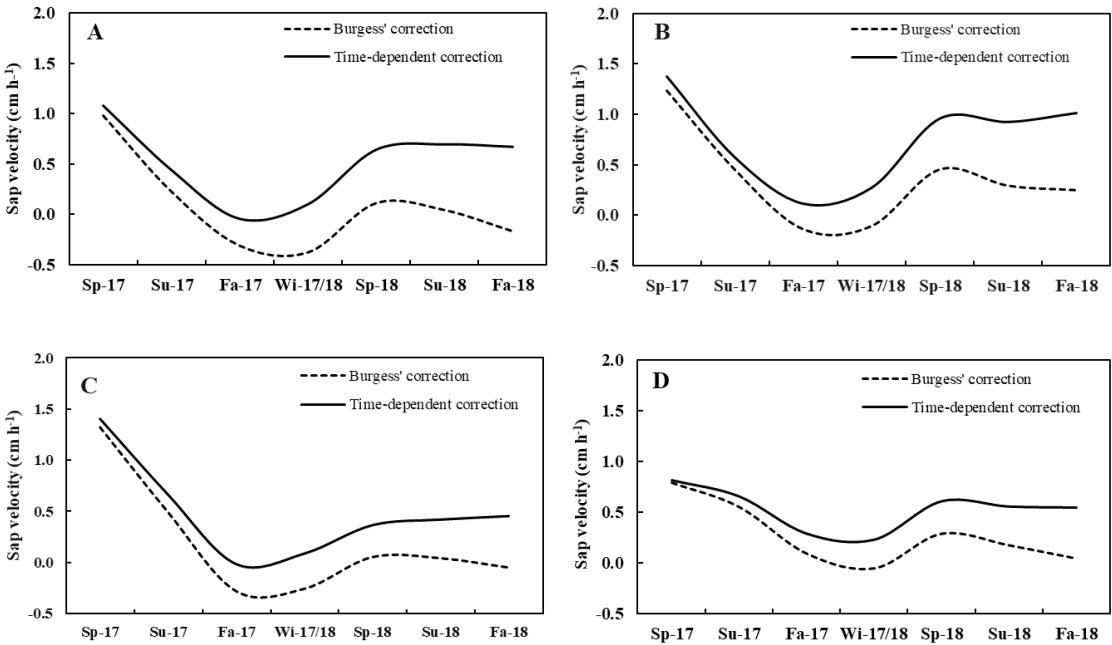 A
Burgess' correction
Time-dependent correction
Sap velocity (cm h-1)
2.0
1.5
1.0
0.5
0.0
-0.5
Sp-17 Su-17 Fa-17 Wi-17/18 Sp-18 Su-18 Fa-18
B
Burgess' correction
Time-dependent correction
Sap velocity (cm h-1)
2.0
1.5
1.0
0.5
0.0
-0.5
Sp-17 Su-17 Fa-17 Wi-17/18 Sp-18 Su-18 Fa-18
C
Burgess' correction
Time-dependent correction
Sap velocity (cm h-1)
2.0
1.5
1.0
0.5
0.0
-0.5
Sp-17 Su-17 Fa-17 Wi-17/18 Sp-18 Su-18 Fa-18
D
Burgess' correction
Time-dependent correction
Sap velocity (cm h-1)
2.0
1.5
1.0
0.5
0.0
-0.5
Sp-17 Su-17 Fa-17 Wi-17/18 Sp-18 Su-18 Fa-18